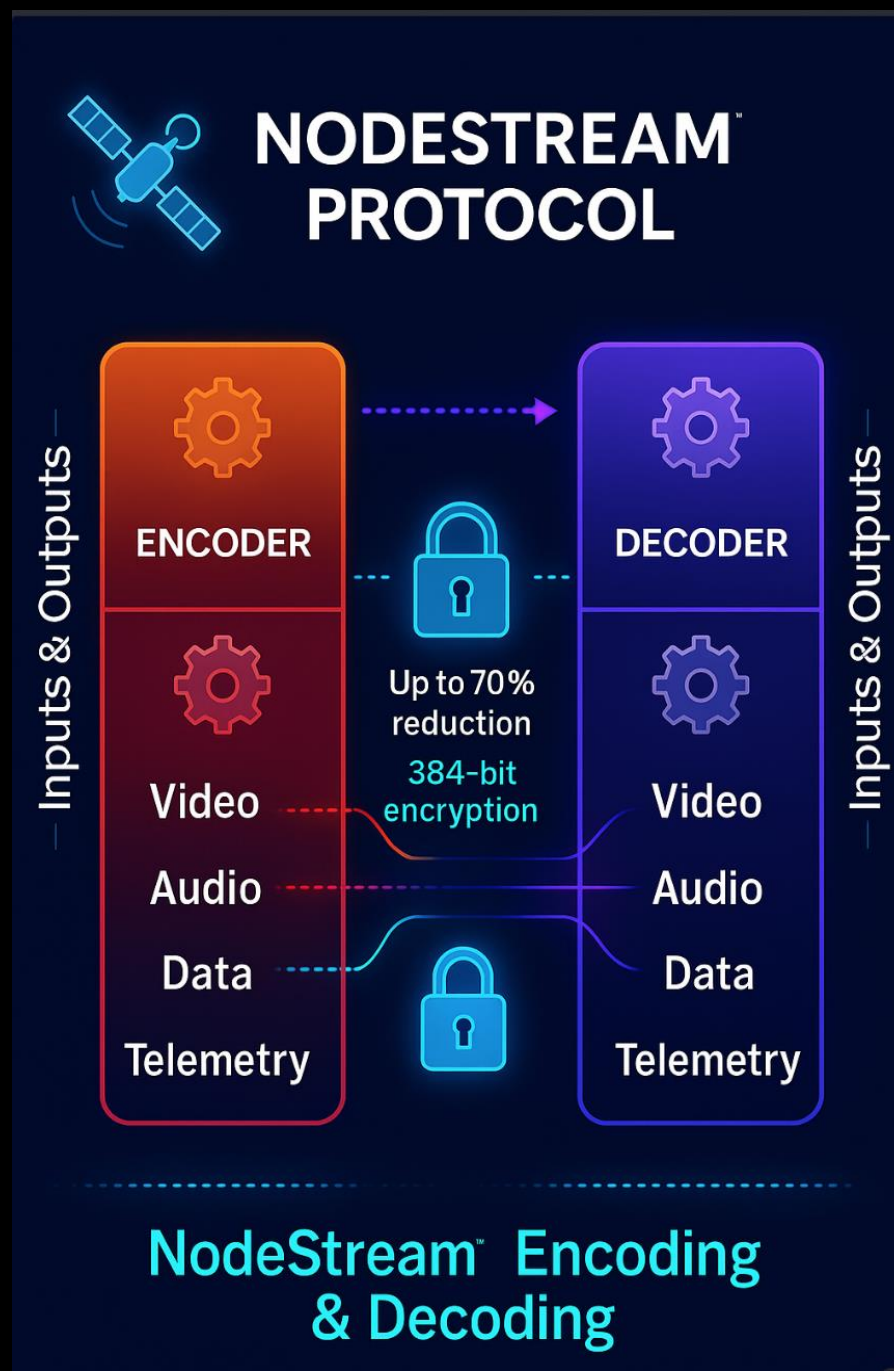 NODESTREAM™
PROTOCOL
Inputs & Outputs
ENCODER
Video
Audio
Data
Telemetry
Up to 70%
reduction
384-bit
encryption
DECODER
Video
Audio
Data
Telemetry
Inputs & Outputs
NodeStream™ Encoding
& Decoding